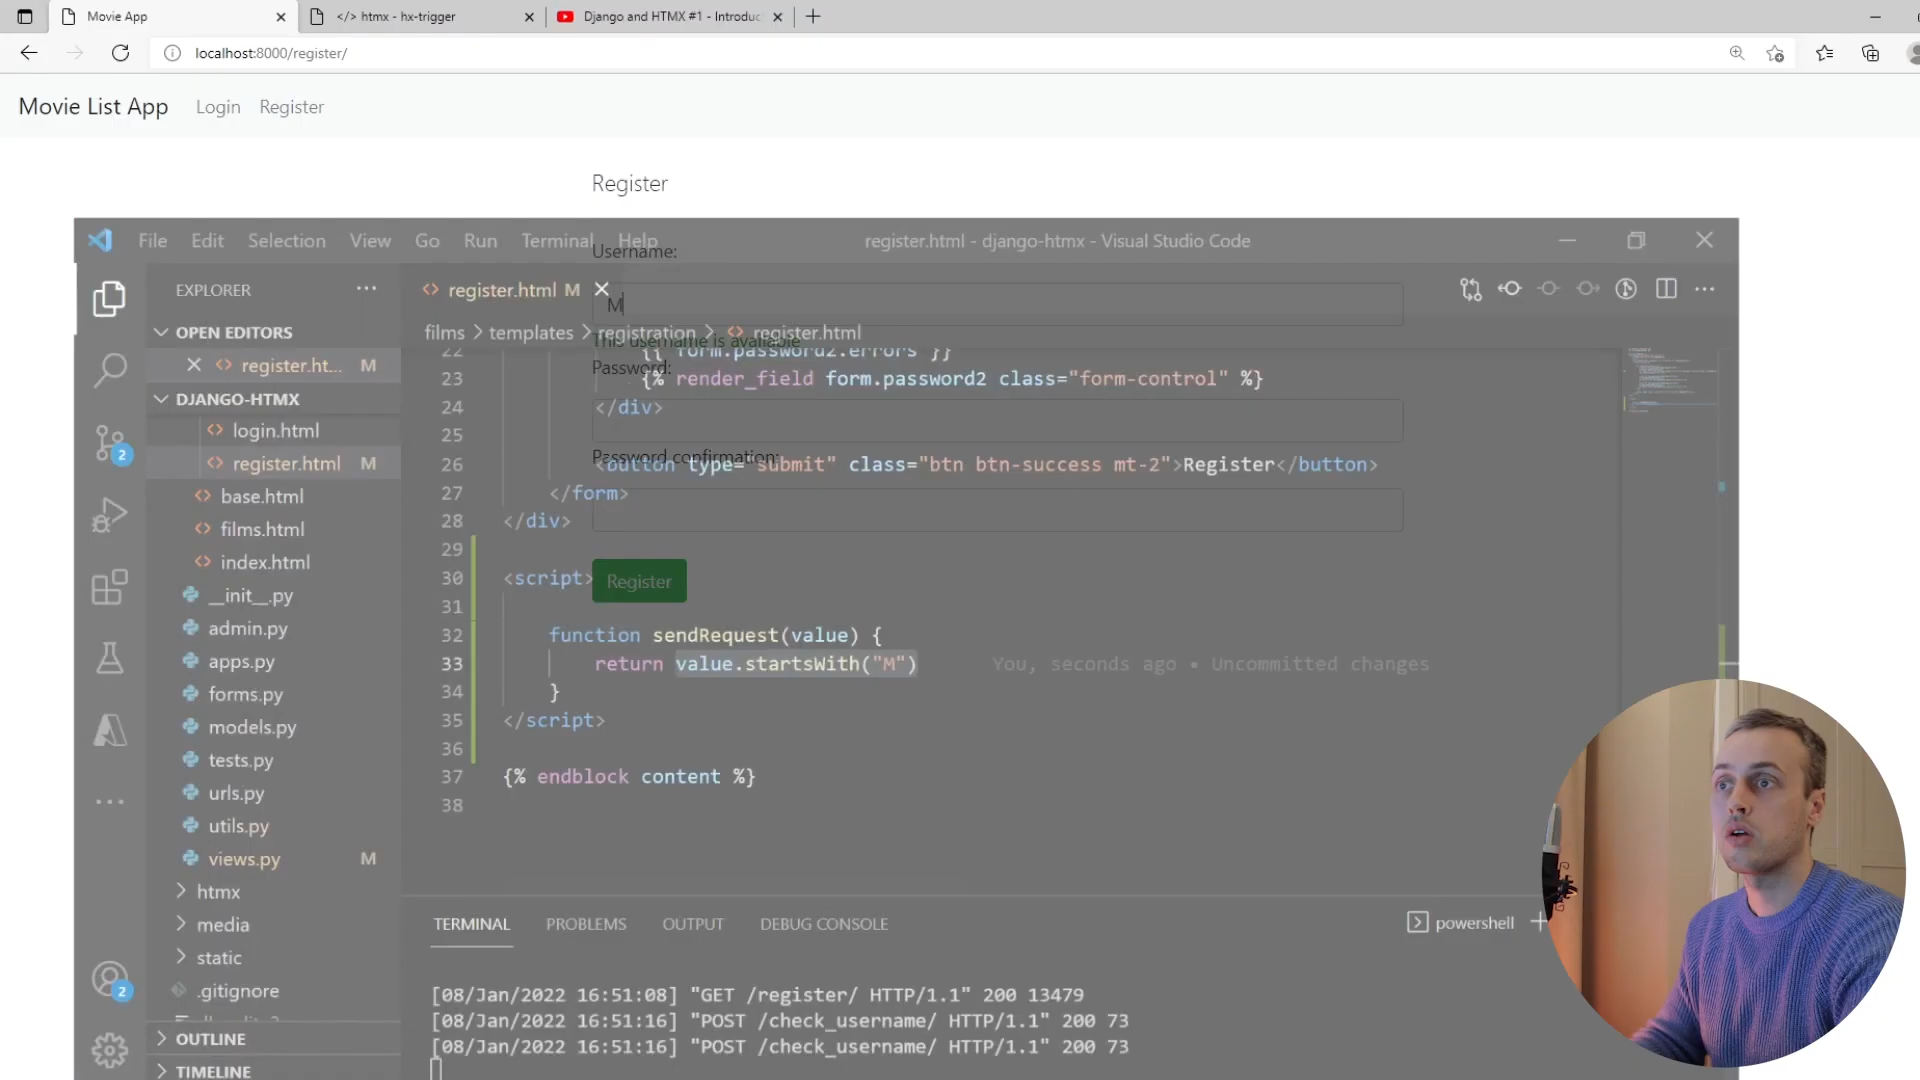 Movie App
</> htmx - hx-trigger
Django and HTMX #1 - Introduc
localhost:8000/register/
Movie List App
Login
Register
Register
File Edit Selection View Go Run Terminal Help
register.html - django-htmx - Visual Studio Code
Username:
EXPLORER
register.html M
M
films > templates > registration > register.html
This username is available
OPEN EDITORS
register.ht... M
DJANGO-HTMX
login.html
register.html M
base.html
films.html
index.html
__init__.py
admin.py
apps.py
forms.py
models.py
tests.py
urls.py
utils.py
views.py M
htmx
media
static
.gitignore
OUTLINE
TIMELINE
2
2
22 {{ form.password2.errors }}
Password:
23 {% render_field form.password2 class="form-control" %}
24 </div>
25
Password confirmation:
26 <button type="submit" class="btn btn-success mt-2">Register</button>
27 </form>
28 </div>
29
30 <script>
Register
31
32 function sendRequest(value) {
33 return value.startsWith("M") You, seconds ago • Uncommitted changes
34 }
35 </script>
36
37 {% endblock content %}
38
TERMINAL PROBLEMS OUTPUT DEBUG CONSOLE
powershell
[08/Jan/2022 16:51:08] "GET /register/ HTTP/1.1" 200 13479
[08/Jan/2022 16:51:16] "POST /check_username/ HTTP/1.1" 200 73
[08/Jan/2022 16:51:16] "POST /check_username/ HTTP/1.1" 200 73